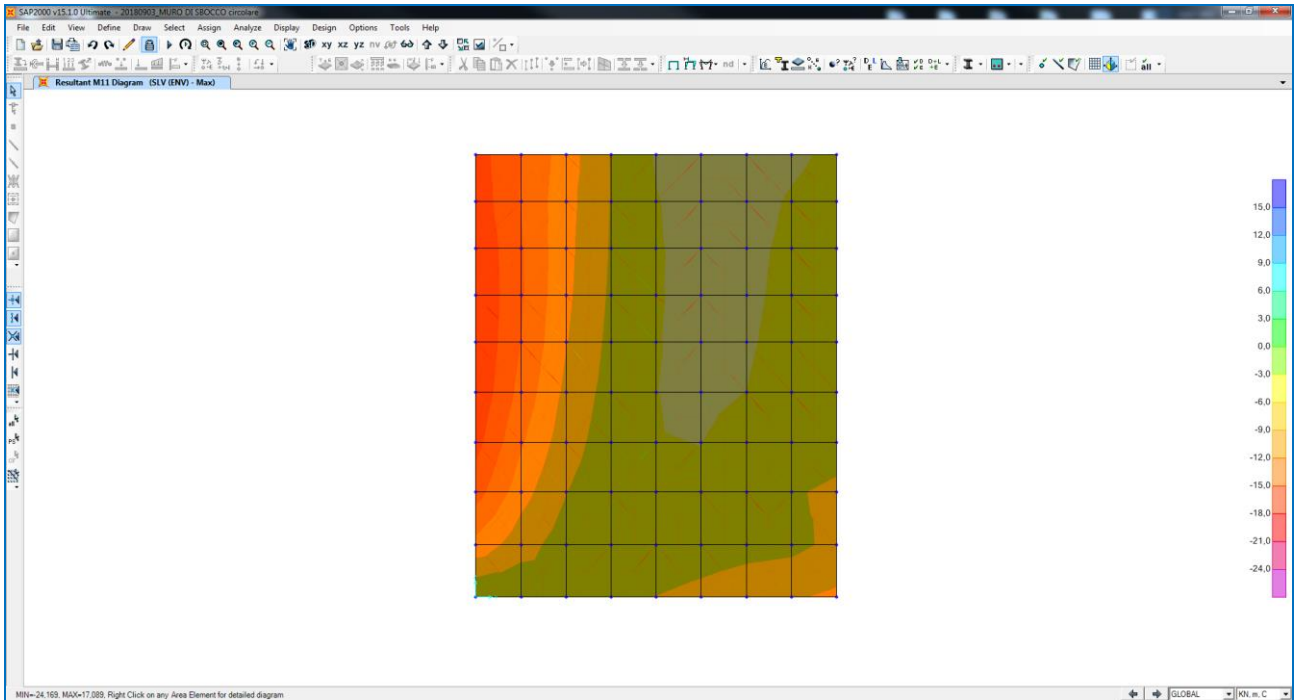 SAP2000 v15.1.0 Ultimate - 20180903_MURO DI SBOCCO circolare
File Edit View Define Draw Select Assign Analyze Display Design Options Tools Help
xy xz yz nv
nd
all
Resultant M11 Diagram (SLV (ENV) - Max)
15,0
12,0
9,0
6,0
3,0
0,0
-3,0
-6,0
-9,0
-12,0
-15,0
-18,0
-21,0
-24,0
MIN=-24,169, MAX=17,089, Right Click on any Area Element for detailed diagram
GLOBAL
KN, m, C